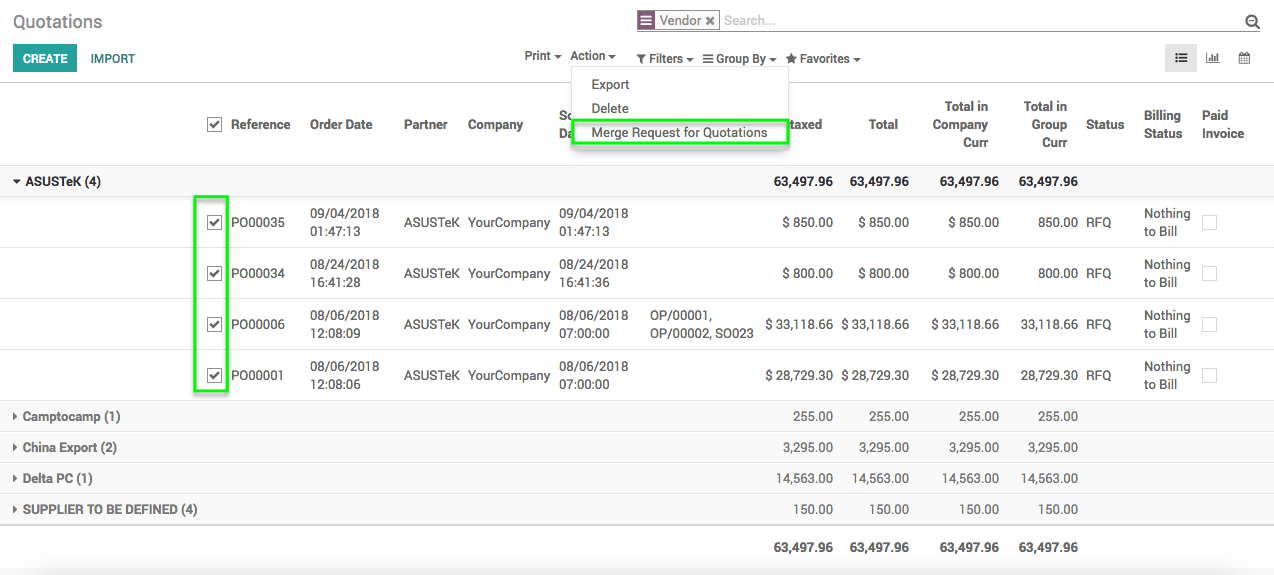 Quotations
Vendor Search...
CREATE IMPORT Print Action Filters Group By Favorites
Export
Delete
Merge Request for Quotations
Reference Order Date Partner Company taxed Total Total in Company Curr Total in Group Curr Status Billing Status Paid Invoice
ASUSTeK (4) 63,497.96 63,497.96 63,497.96 63,497.96
PO00035 09/04/2018 01:47:13 ASUSTeK YourCompany 09/04/2018 01:47:13 $ 850.00 $ 850.00 $ 850.00 850.00 RFQ Nothing to Bill
PO00034 08/24/2018 16:41:28 ASUSTeK YourCompany 08/24/2018 16:41:36 $ 800.00 $ 800.00 $ 800.00 800.00 RFQ Nothing to Bill
PO00006 08/06/2018 12:08:09 ASUSTeK YourCompany 08/06/2018 07:00:00 OP/00001, OP/00002, SO023 $ 33,118.66 $ 33,118.66 $ 33,118.66 33,118.66 RFQ Nothing to Bill
PO00001 08/06/2018 12:08:06 ASUSTeK YourCompany 08/06/2018 07:00:00 $ 28,729.30 $ 28,729.30 $ 28,729.30 28,729.30 RFQ Nothing to Bill
Camptocamp (1) 255.00 255.00 255.00 255.00
China Export (2) 3,295.00 3,295.00 3,295.00 3,295.00
Delta PC (1) 14,563.00 14,563.00 14,563.00 14,563.00
SUPPLIER TO BE DEFINED (4) 150.00 150.00 150.00 150.00
63,497.96 63,497.96 63,497.96 63,497.96